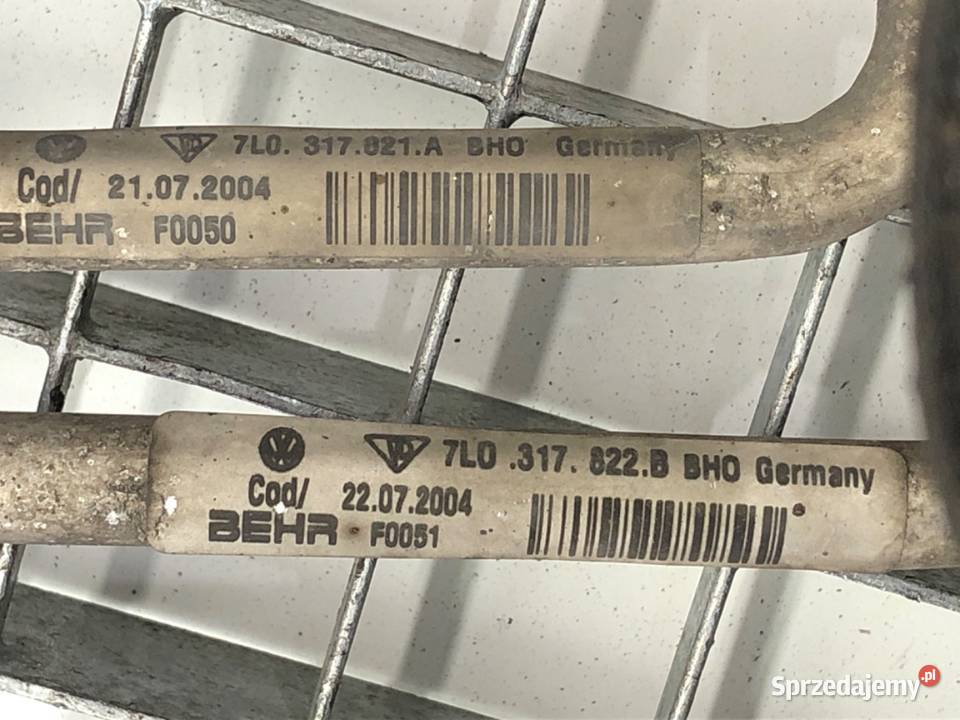 7L0. 317.821.A BHO Germany
Cod/ 21.07.2004
BEHR F0050
7L0 .317. 822.B BHO Germany
Cod/ 22.07.2004
BEHR F0051
Sprzedajemy.pl